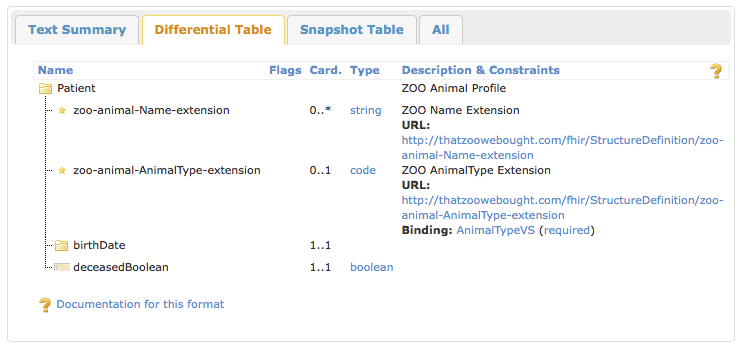 Text Summary Differential Table Snapshot Table All
Name Flags Card. Type Description & Constraints ?
Patient ZOO Animal Profile
zoo-animal-Name-extension 0..* string ZOO Name Extension
URL:
http://thatzoowebought.com/fhir/StructureDefinition/zoo-
animal-Name-extension
zoo-animal-AnimalType-extension 0..1 code ZOO AnimalType Extension
URL:
http://thatzoowebought.com/fhir/StructureDefinition/zoo-
animal-AnimalType-extension
Binding: AnimalTypeVS (required)
birthDate 1..1
deceasedBoolean 1..1 boolean
? Documentation for this format